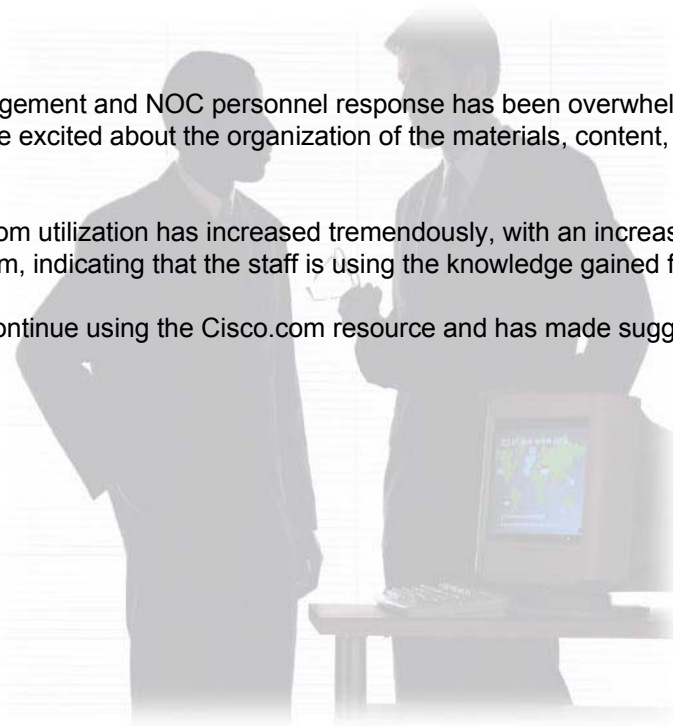 gement and NOC personnel response has been overwhel
e excited about the organization of the materials, content,
om utilization has increased tremendously, with an increas
m, indicating that the staff is using the knowledge gained f
ontinue using the Cisco.com resource and has made sugg